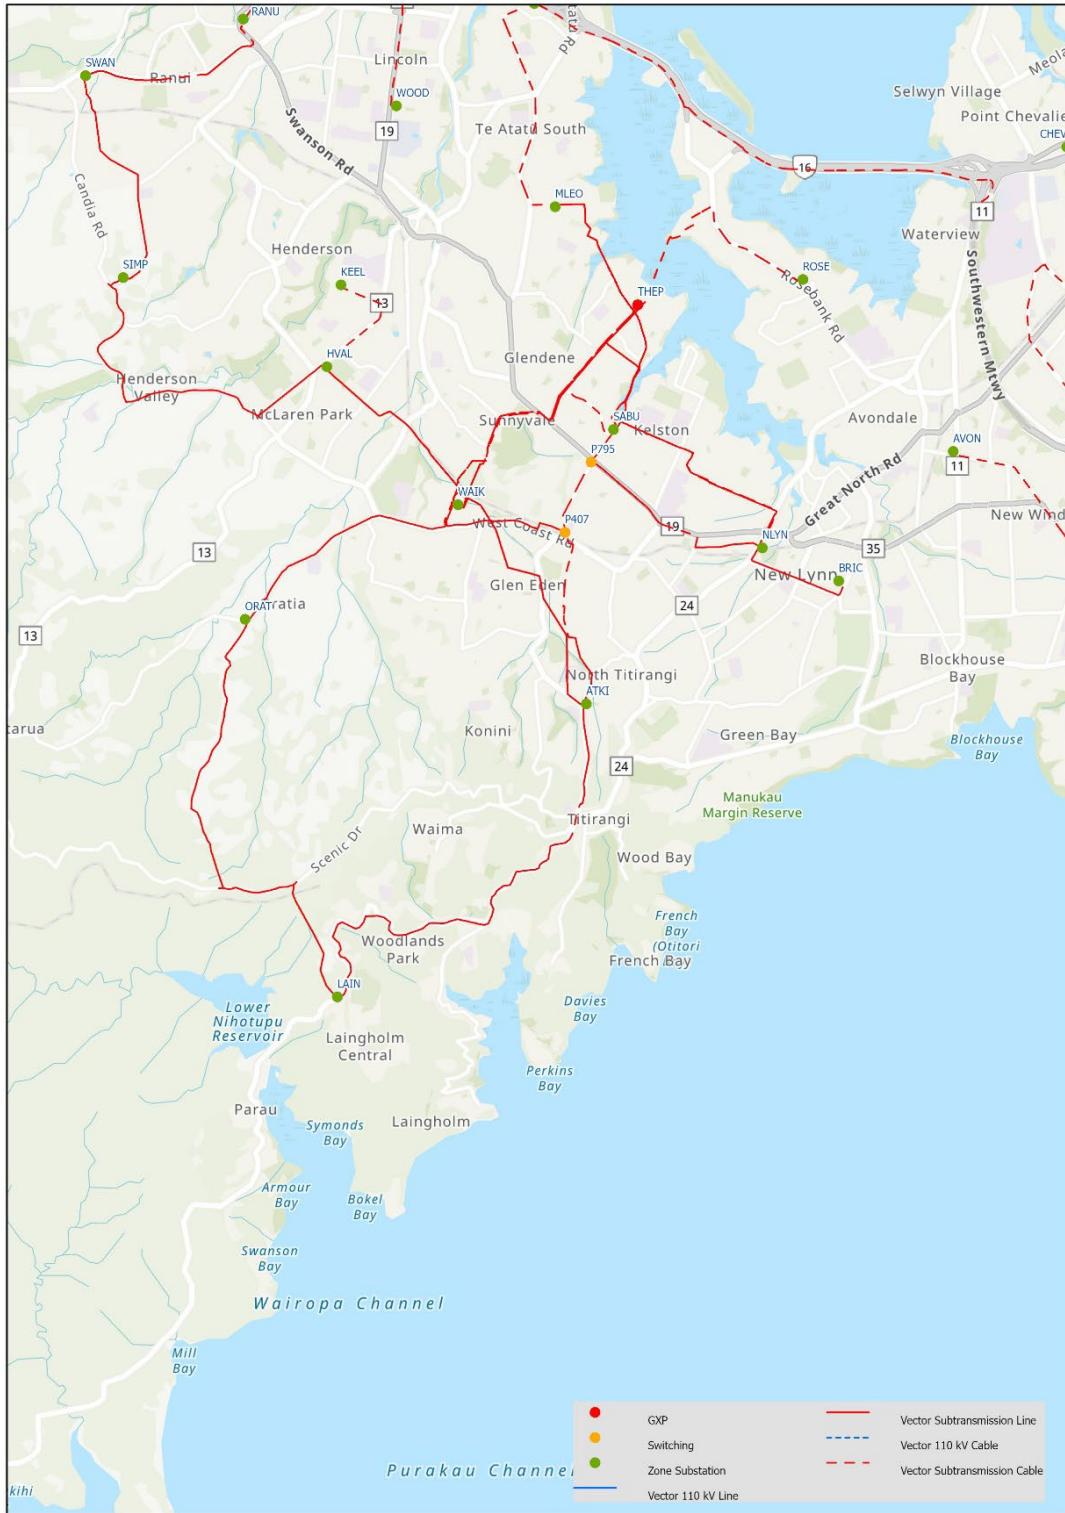 RANU
SWAN
Ranui
Lincoln
WOOD
19
Te Atatū South
Selwyn Village
Point Chevalie
CHEV
Meola
16
Swanson Rd
MLEO
11
Waterview
Candia Rd
Henderson
SIMP
KEEL
13
THEP
ROSE
Rosebank Rd
Southwestern Mtwy
Glendene
HVAL
Henderson
Valley
McLaren Park
Sunnyvale
SABU
Kelston
Avondale
P795
AVON
11
Great North Rd
WAIK
West Coast Rd
P407
19
New Wind
NLYN
35
13
Glen Eden
New Lynn
BRIC
24
ORAT
ratia
13
Blockhouse
Bay
North Titirangi
ATKI
tarua
Konini
Green Bay
Blockhouse
Bay
24
Manukau
Margin Reserve
Titirangi
Waima
Scenic Dr
Wood Bay
French
Bay
(Otitori
Woodlands
Park
French Bay
LAIN
Davies
Bay
Lower
Nihotupu
Reservoir
Laingholm
Central
Perkins
Bay
Parau
Symonds
Bay
Laingholm
Armour
Bay
Bokel
Bay
Swanson
Bay
Wairopa Channel
Mill
Bay
Purakau Channel
kihi
GXP
Switching
Zone Substation
Vector 110 kV Line
Vector Subtransmission Line
Vector 110 kV Cable
Vector Subtransmission Cable